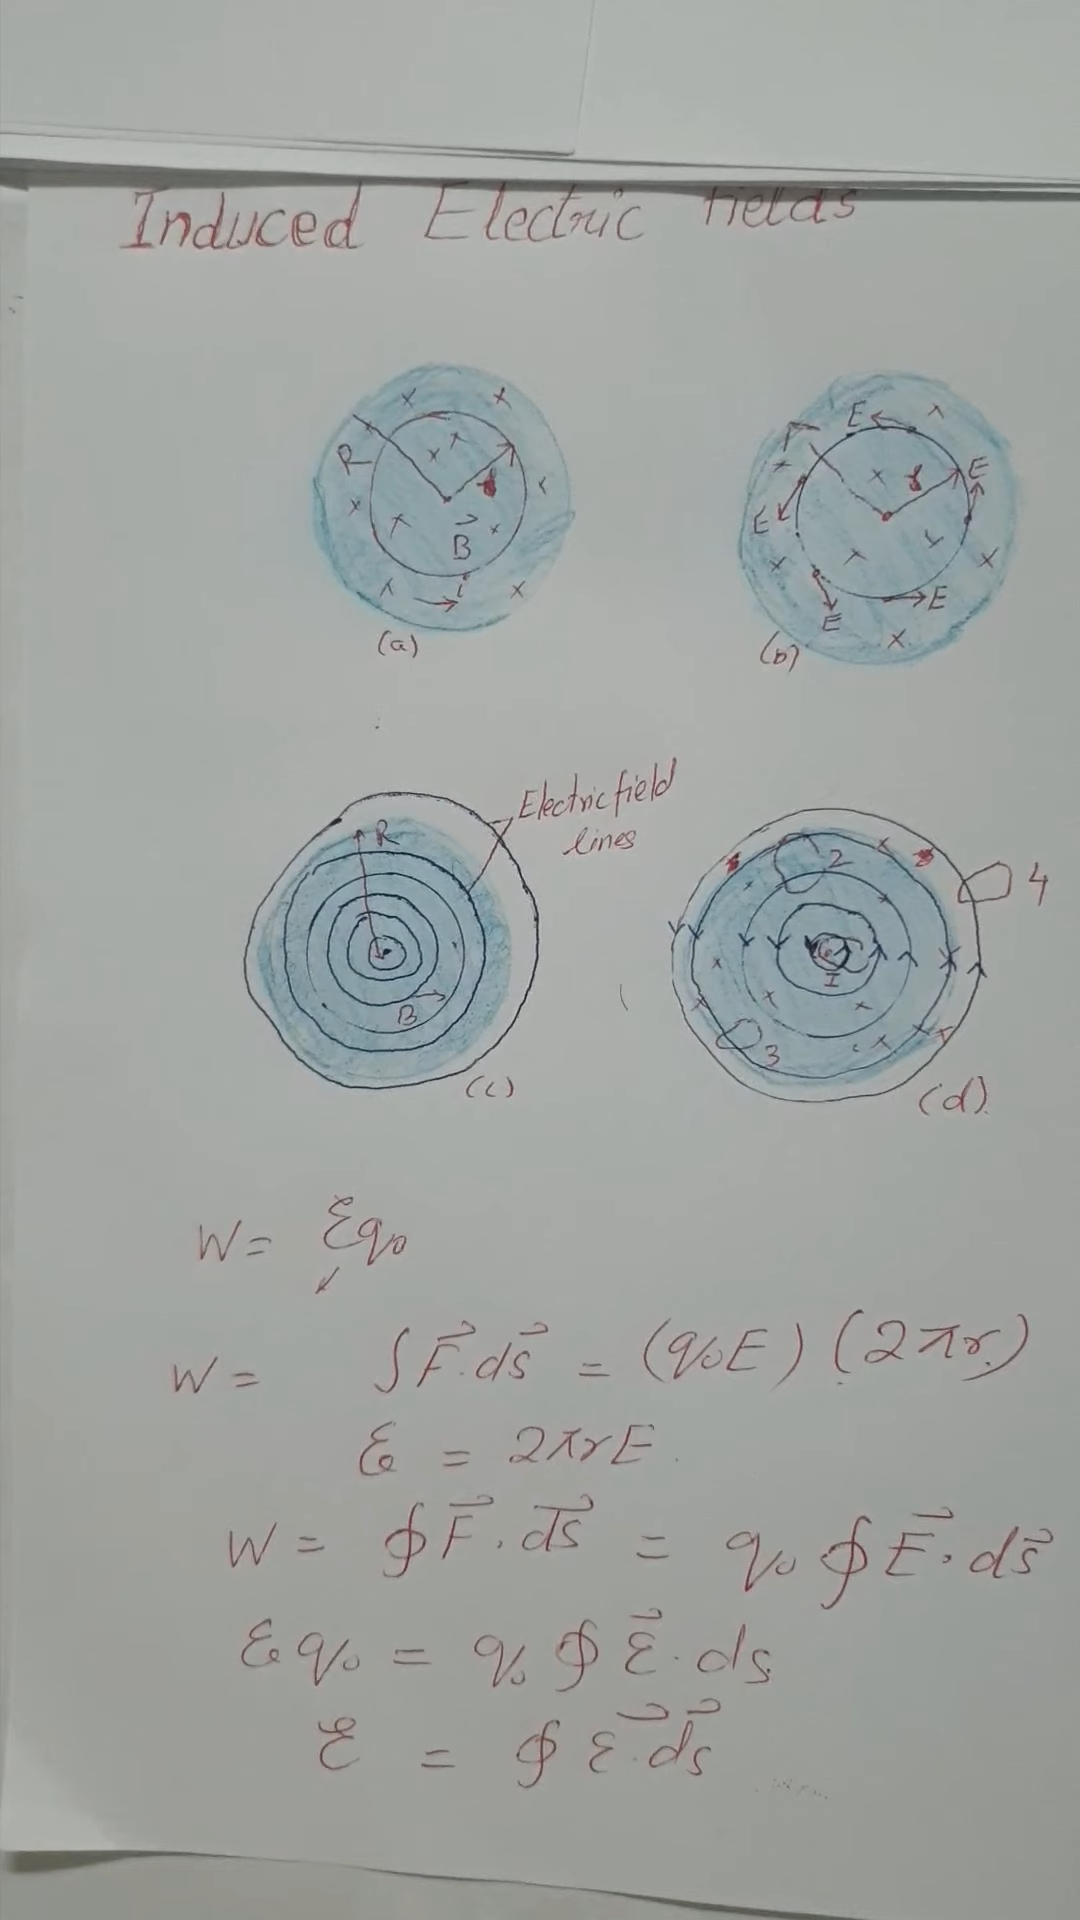 Induced Electric fields
R
B⃗
i
(a)
E
E
E
E
E
r
(b)
Electric field
lines
R
B
(c)
2
4
1
3
(d)
W = ℰq₀
W = ∫F⃗.ds⃗ = (q₀E) (2πr)
ℰ = 2πrE.
W = ∮F⃗.ds⃗ = q₀∮E⃗.ds⃗
ℰq₀ = q₀∮ℰ⃗.ds
ℰ = ∮ℰ⃗.ds⃗